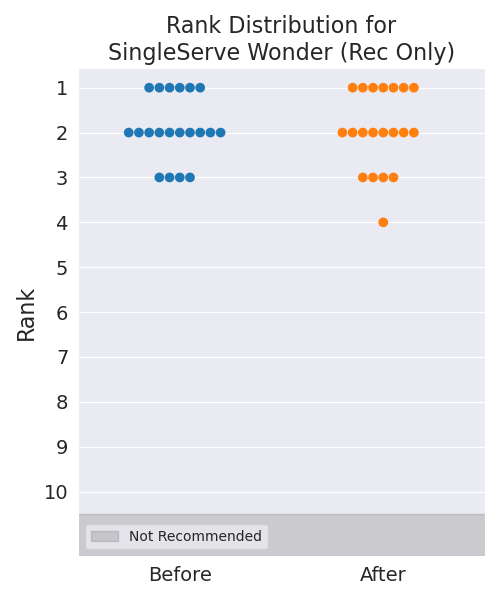 Rank Distribution for
SingleServe Wonder (Rec Only)
Rank
1
2
3
4
5
6
7
8
9
10
Not Recommended
Before After